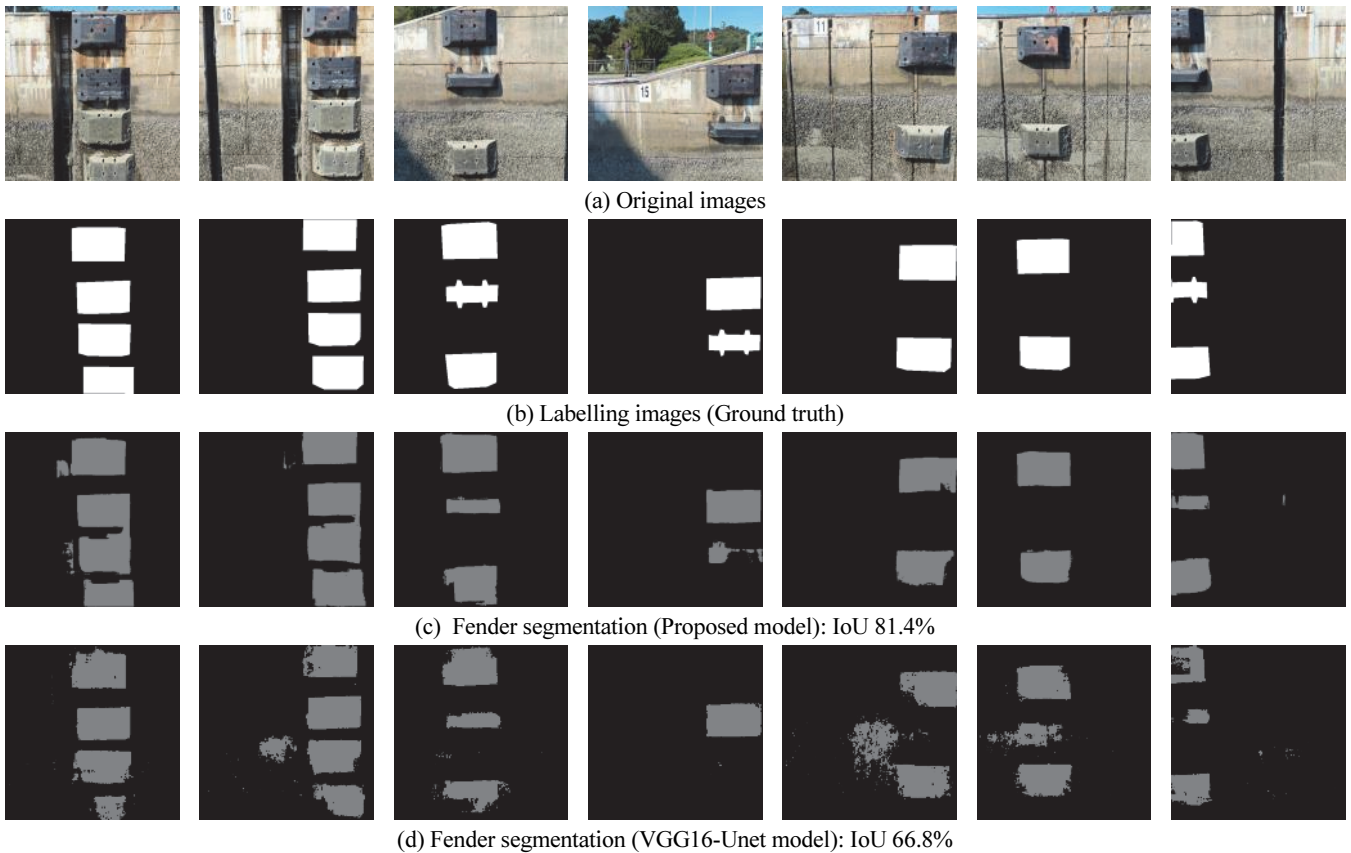 16
15
11
10
(a) Original images
(b) Labelling images (Ground truth)
(c) Fender segmentation (Proposed model): IoU 81.4%
(d) Fender segmentation (VGG16-Unet model): IoU 66.8%